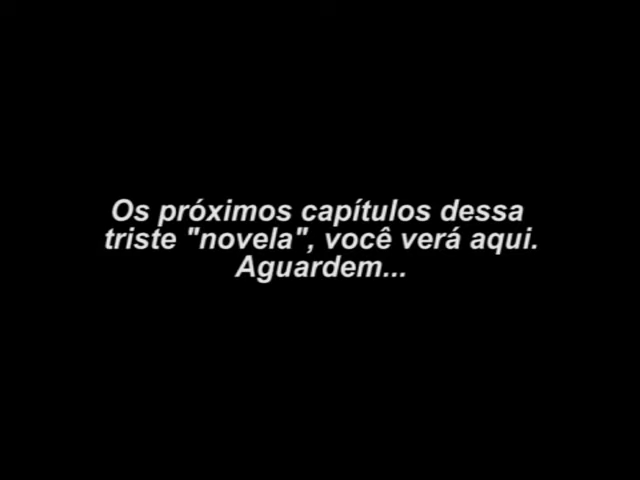 Os próximos capítulos dessa
triste "novela", você verá aqui.
Aguardem...